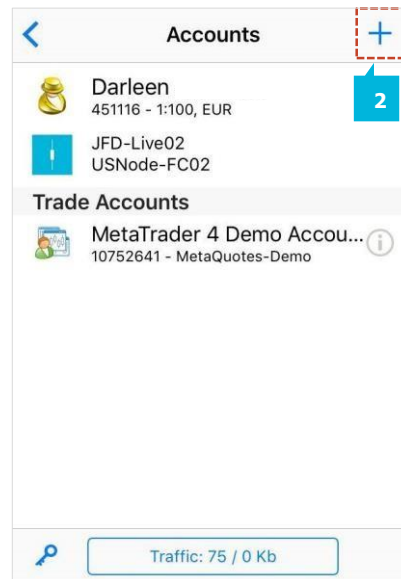 Accounts
2
Darleen
451116 - 1:100, EUR
JFD-Live02
USNode-FC02
Trade Accounts
MetaTrader 4 Demo Accou...
10752641 - MetaQuotes-Demo
Traffic: 75 / 0 Kb